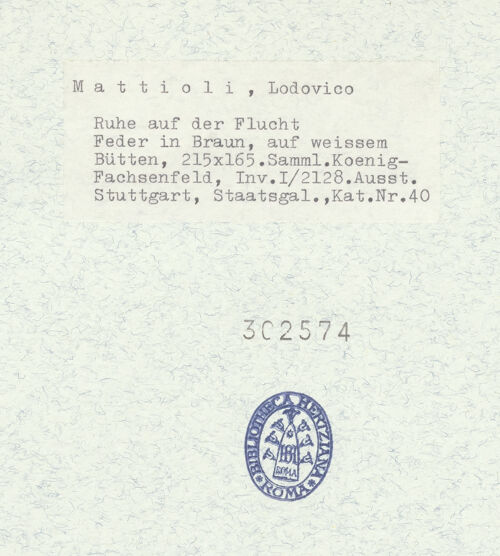 Mattioli, Lodovico
Ruhe auf der Flucht
Feder in Braun, auf weissem
Bütten, 215x165.Samml.Koenig-
Fachsenfeld, Inv.I/2128.Ausst.
Stuttgart, Staatsgal.,Kat.Nr.40
302574
BIBLIOTHECA HERTZIANA
ROMA
ROMA